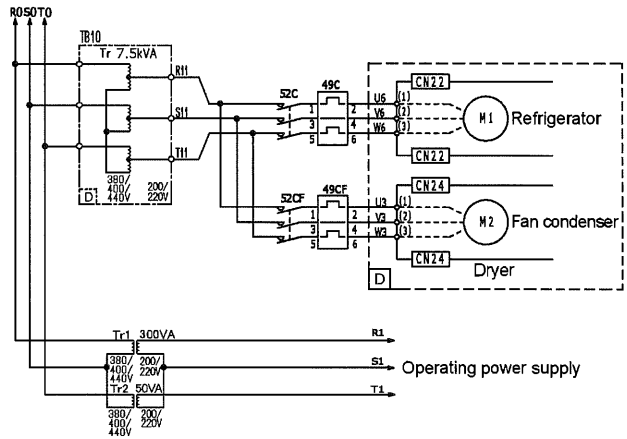 R0 S0 T0
TB10
Tr 7.5kVA
R11
S11
T11
380/
400/
440V
200/
220V
D
52C
49C
1 2
3 4
5 6
U6
V6
W6
(1)
(2)
(3)
CN22
M1
Refrigerator
CN22
52CF
49CF
1 2
3 4
5 6
U3
V3
W3
(1)
(2)
(3)
CN24
M2
Fan condenser
CN24
Dryer
D
Tr1 300VA
380/
400/
440V
200/
220V
Tr2 50VA
380/
400/
440V
200/
220V
R1
S1
T1
Operating power supply